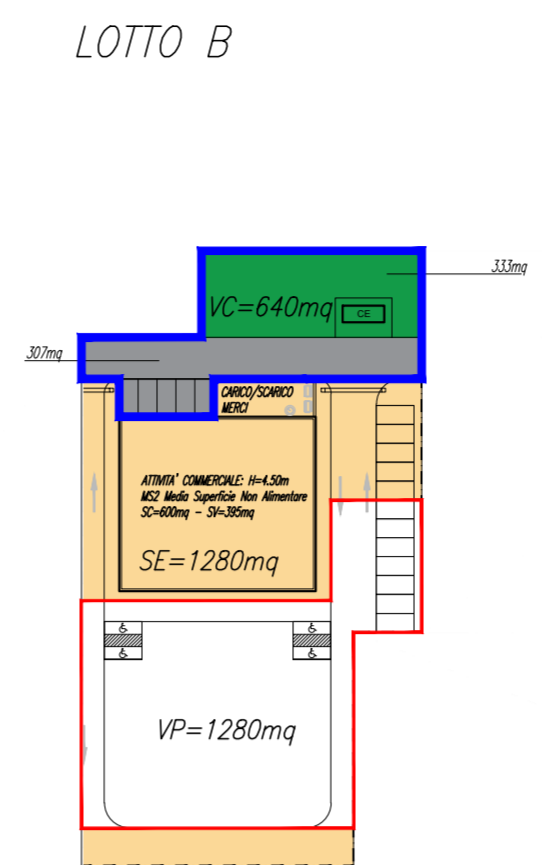 LOTTO B
333mq
VC=640mq
CE
307mq
CARICO/SCARICO
MERCI
ATTIVITA' COMMERCIALE: H=4.50m
MS2 Media Superficie Non Alimentare
SC=600mq - SV=395mq
SE=1280mq
VP=1280mq